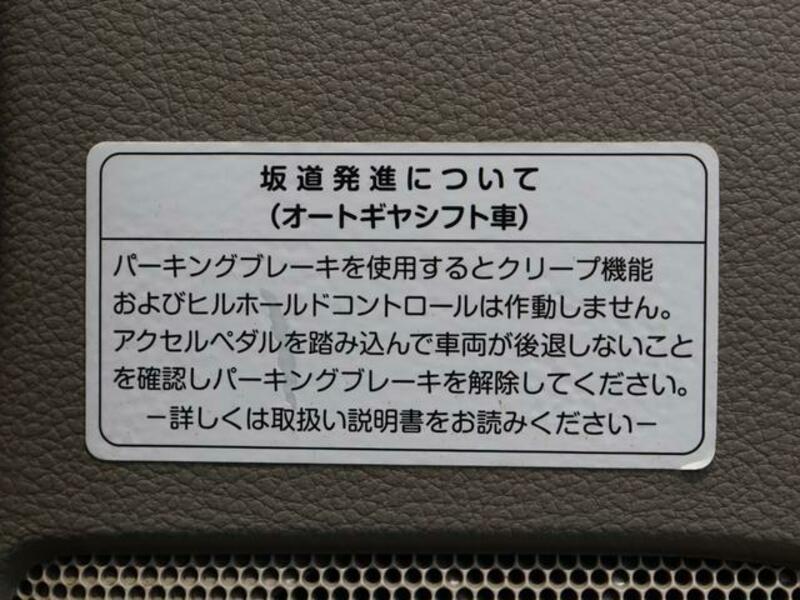 坂道発進について
(オートギヤシフト車)
パーキングブレーキを使用するとクリープ機能
およびヒルホールドコントロールは作動しません。
アクセルペダルを踏み込んで車両が後退しないこと
を確認しパーキングブレーキを解除してください。
－詳しくは取扱い説明書をお読みください－